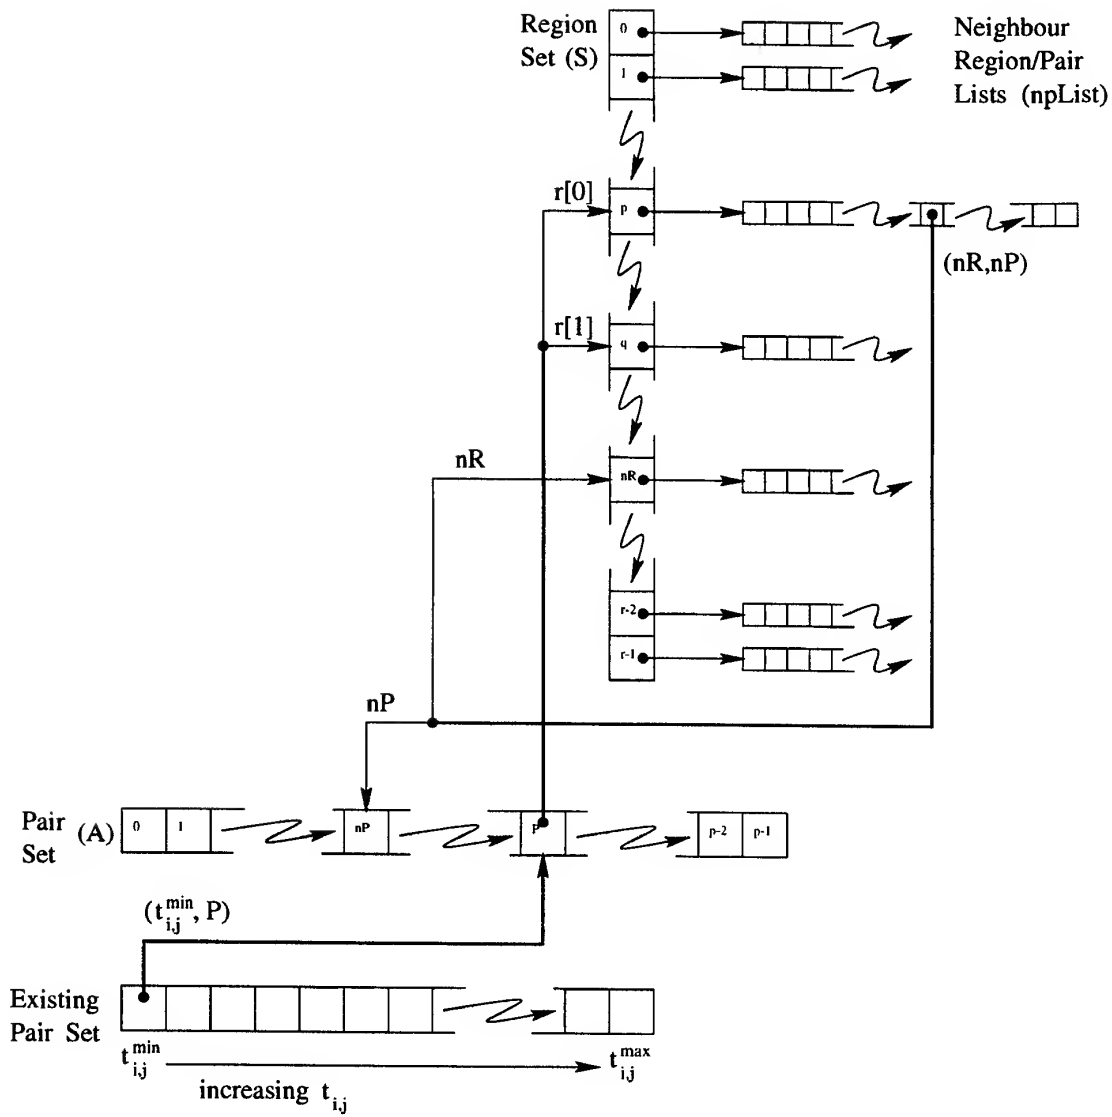 Region
Set (S)
0
1
Neighbour
Region/Pair
Lists (npList)
r[0]
p
(nR,nP)
r[1]
q
nR
nR
r-2
r-1
nP
Pair
Set
(A)
0
1
nP
P
p-2
p-1
(t_{i,j}^{min}, P)
Existing
Pair Set
t_{i,j}^{min}
t_{i,j}^{max}
increasing t_{i,j}